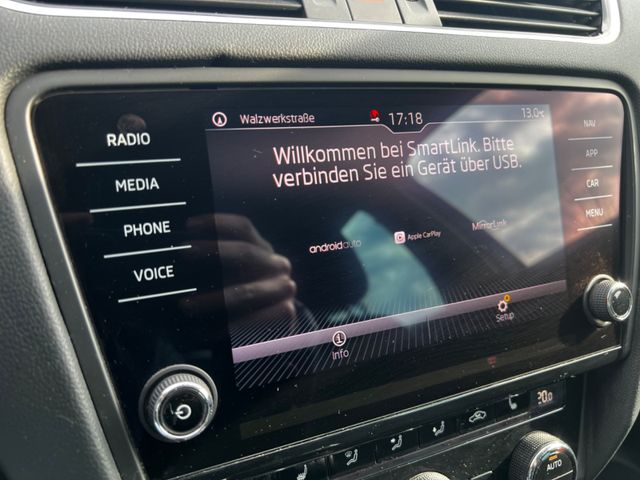 Walzwerkstraße 17:18 13.0°C
RADIO
MEDIA
PHONE
VOICE
Willkommen bei SmartLink. Bitte
verbinden Sie ein Gerät über USB.
androidauto Apple CarPlay MirrorLink
Info Setup
NAV
APP
CAR
MENU
20.0
AUTO